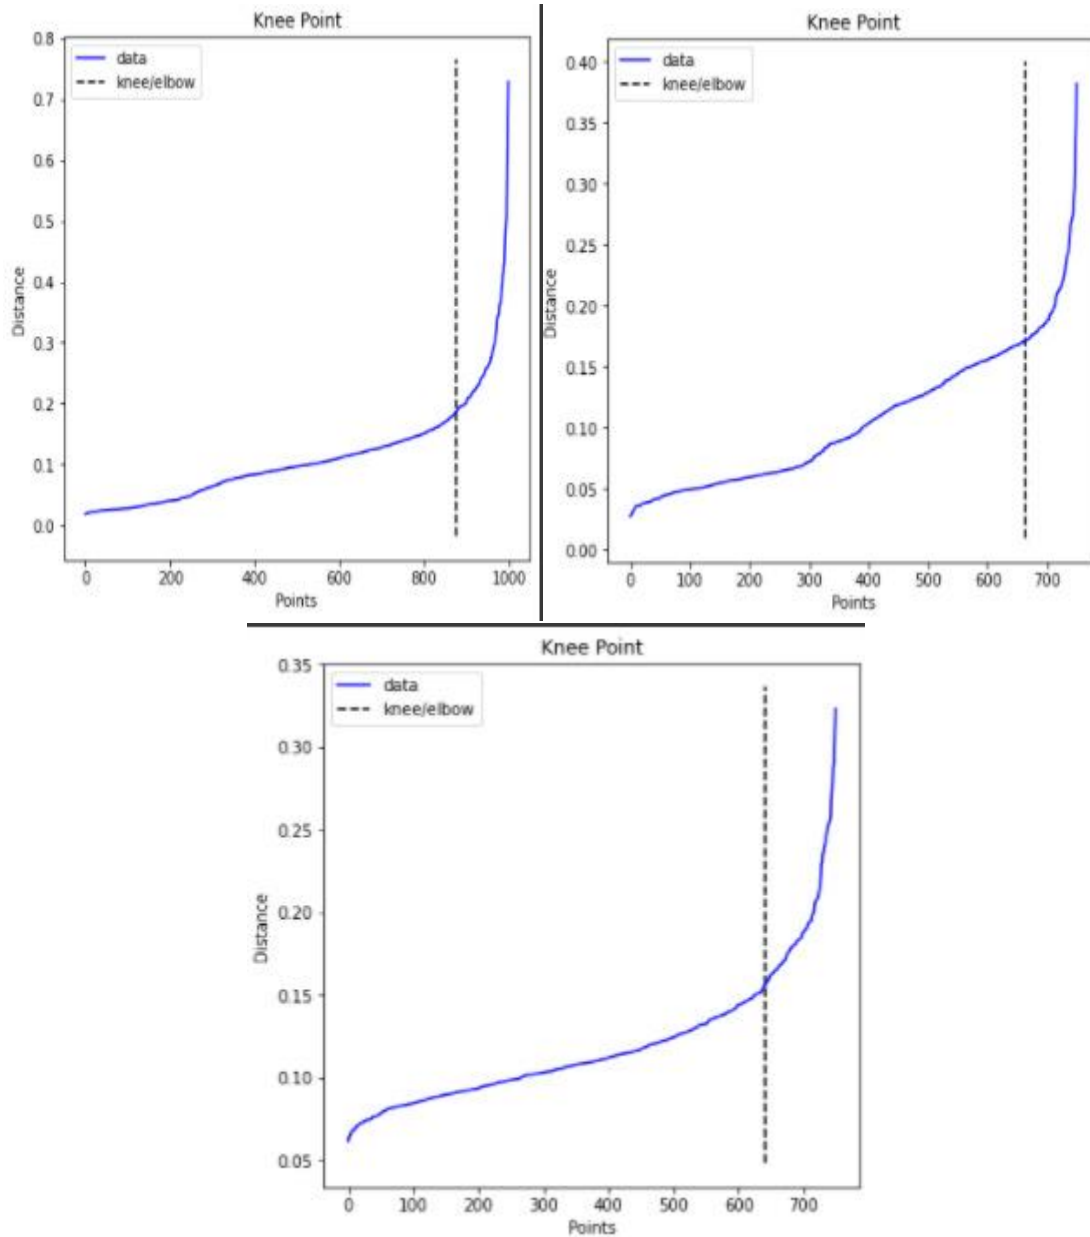 Knee Point
data
knee/elbow
0.8
0.7
0.6
0.5
0.4
0.3
0.2
0.1
0.0
Distance
0 200 400 600 800 1000
Points
Knee Point
data
knee/elbow
0.40
0.35
0.30
0.25
0.20
0.15
0.10
0.05
0.00
Distance
0 100 200 300 400 500 600 700
Points
Knee Point
data
knee/elbow
0.35
0.30
0.25
0.20
0.15
0.10
0.05
Distance
0 100 200 300 400 500 600 700
Points